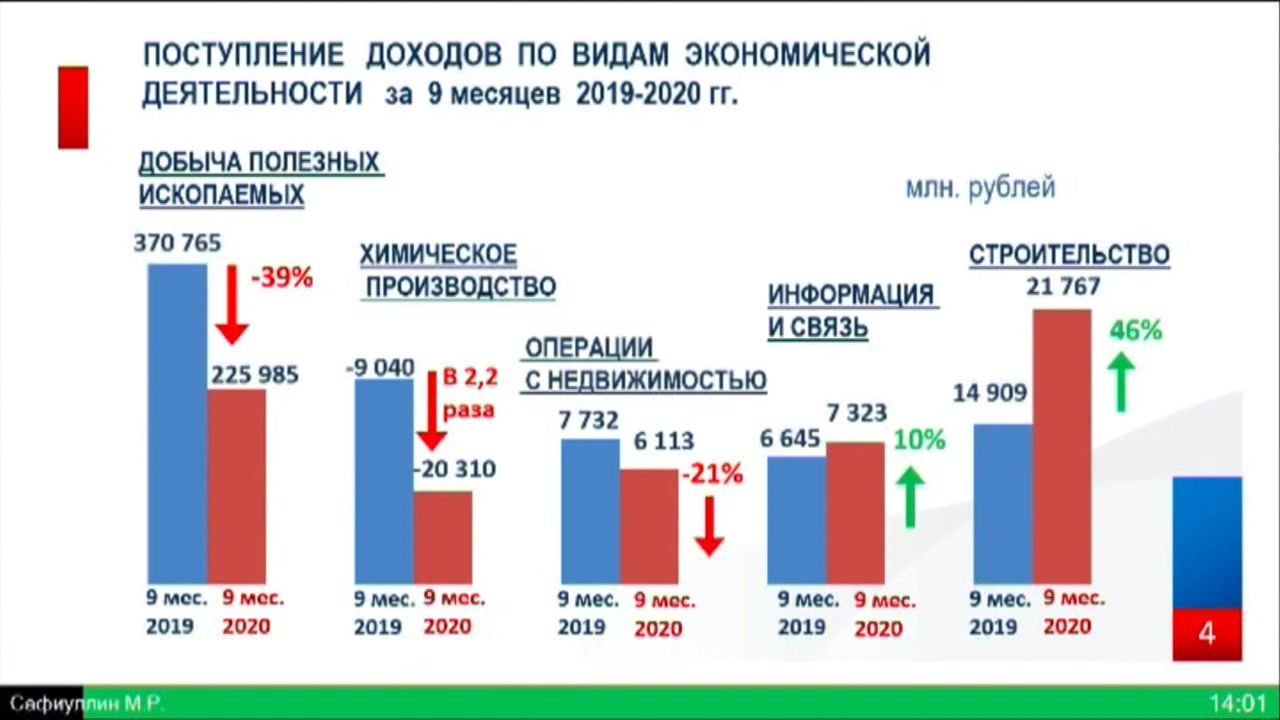 ПОСТУПЛЕНИЕ ДОХОДОВ ПО ВИДАМ ЭКОНОМИЧЕСКОЙ
ДЕЯТЕЛЬНОСТИ за 9 месяцев 2019-2020 гг.
ДОБЫЧА ПОЛЕЗНЫХ
ИСКОПАЕМЫХ
млн. рублей
370 765
-39%
225 985
9 мес. 9 мес.
2019 2020
ХИМИЧЕСКОЕ
ПРОИЗВОДСТВО
-9 040
В 2,2
раза
-20 310
9 мес. 9 мес.
2019 2020
ОПЕРАЦИИ
С НЕДВИЖИМОСТЬЮ
7 732
6 113
-21%
9 мес. 9 мес.
2019 2020
ИНФОРМАЦИЯ
И СВЯЗЬ
6 645
7 323
10%
9 мес. 9 мес.
2019 2020
СТРОИТЕЛЬСТВО
21 767
46%
14 909
9 мес. 9 мес.
2019 2020
4
Сафиуллин М.Р.
14:01